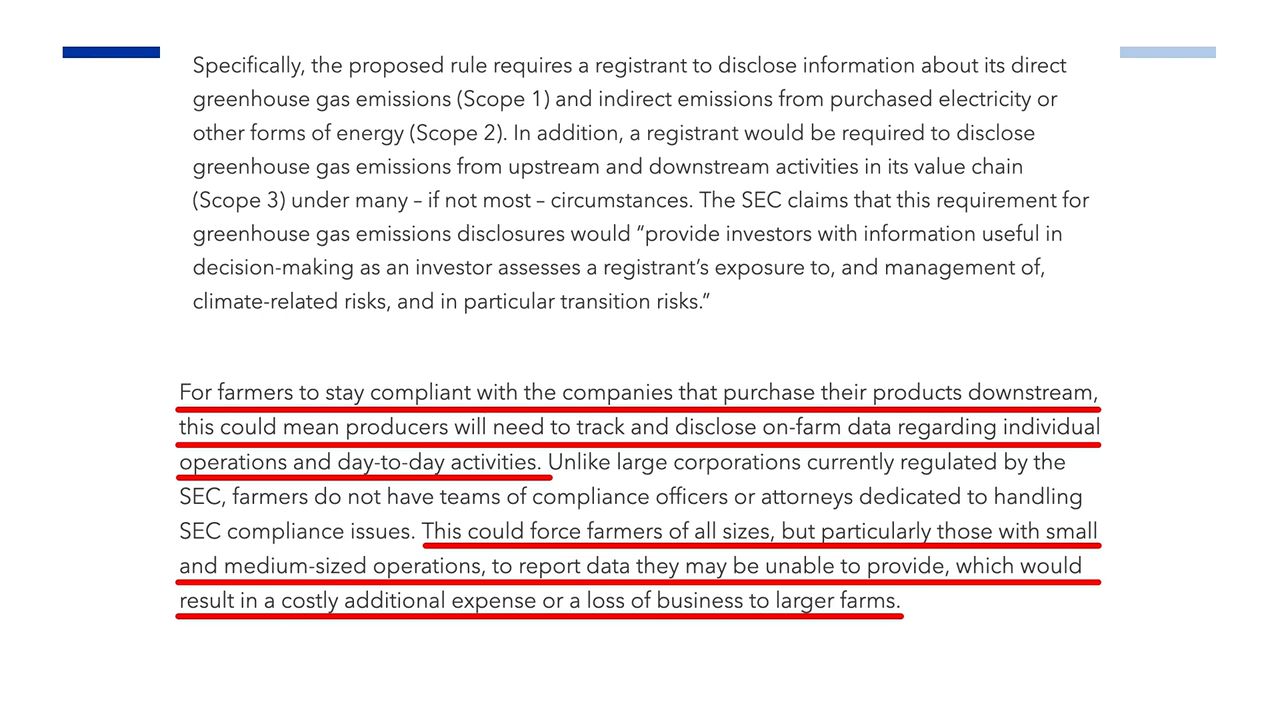 Specifically, the proposed rule requires a registrant to disclose information about its direct
greenhouse gas emissions (Scope 1) and indirect emissions from purchased electricity or
other forms of energy (Scope 2). In addition, a registrant would be required to disclose
greenhouse gas emissions from upstream and downstream activities in its value chain
(Scope 3) under many – if not most – circumstances. The SEC claims that this requirement for
greenhouse gas emissions disclosures would “provide investors with information useful in
decision-making as an investor assesses a registrant’s exposure to, and management of,
climate-related risks, and in particular transition risks.”
For farmers to stay compliant with the companies that purchase their products downstream,
this could mean producers will need to track and disclose on-farm data regarding individual
operations and day-to-day activities. Unlike large corporations currently regulated by the
SEC, farmers do not have teams of compliance officers or attorneys dedicated to handling
SEC compliance issues. This could force farmers of all sizes, but particularly those with small
and medium-sized operations, to report data they may be unable to provide, which would
result in a costly additional expense or a loss of business to larger farms.